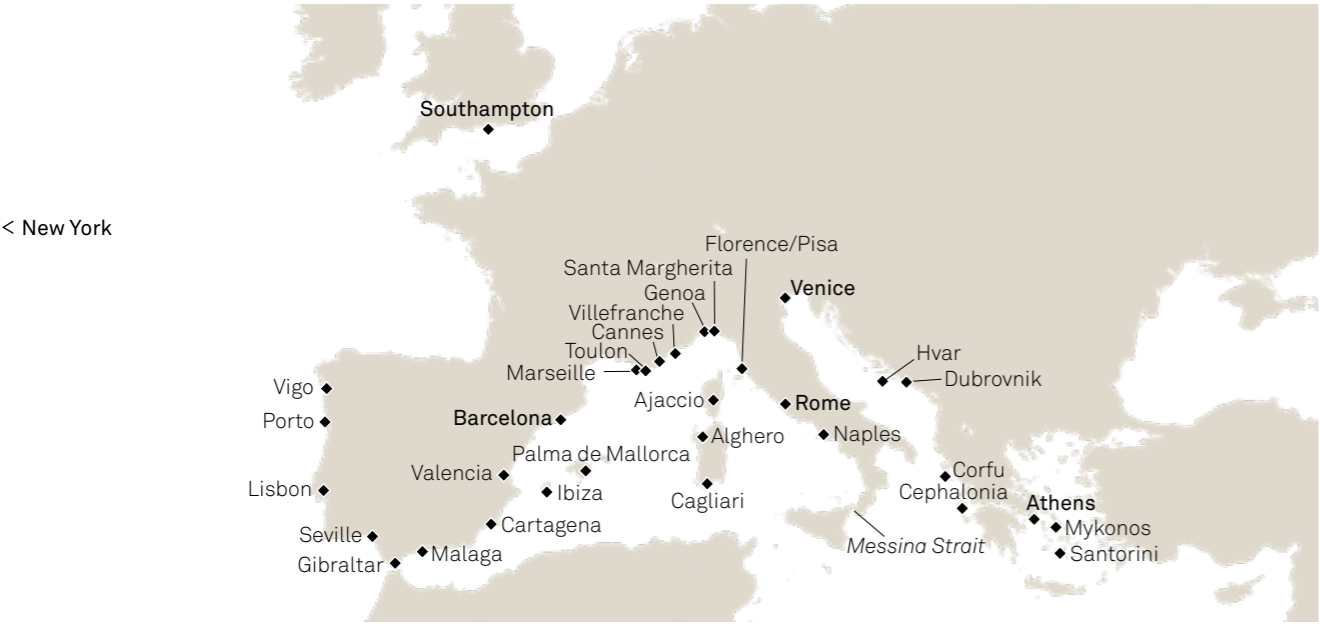 Southampton
< New York
Florence/Pisa
Santa Margherita
Genoa
Venice
Villefranche
Cannes
Toulon
Marseille
Hvar
Dubrovnik
Vigo
Ajaccio
Rome
Porto
Barcelona
Alghero
Naples
Palma de Mallorca
Valencia
Corfu
Lisbon
Ibiza
Cagliari
Cephalonia
Athens
Seville
Cartagena
Mykonos
Messina Strait
Gibraltar
Malaga
Santorini